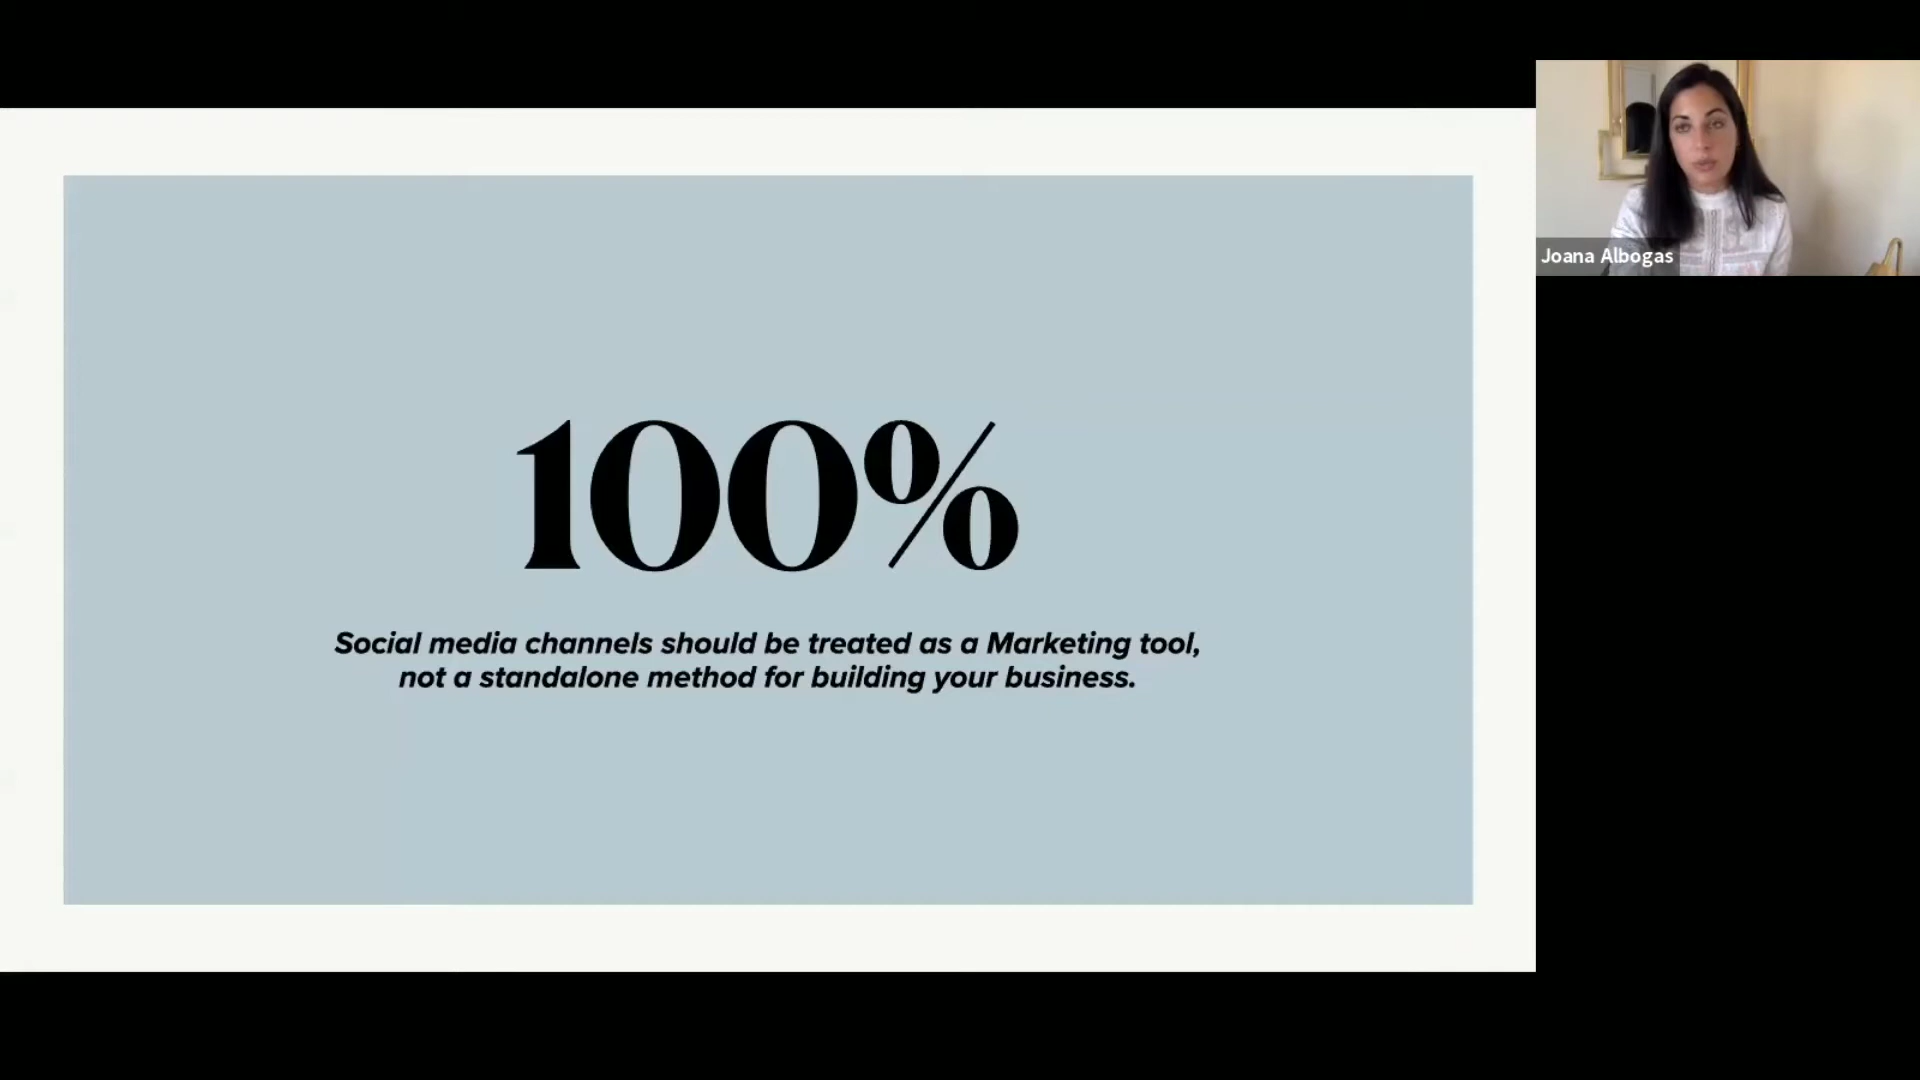 100%
Social media channels should be treated as a Marketing tool,
not a standalone method for building your business.
Joana Albogas